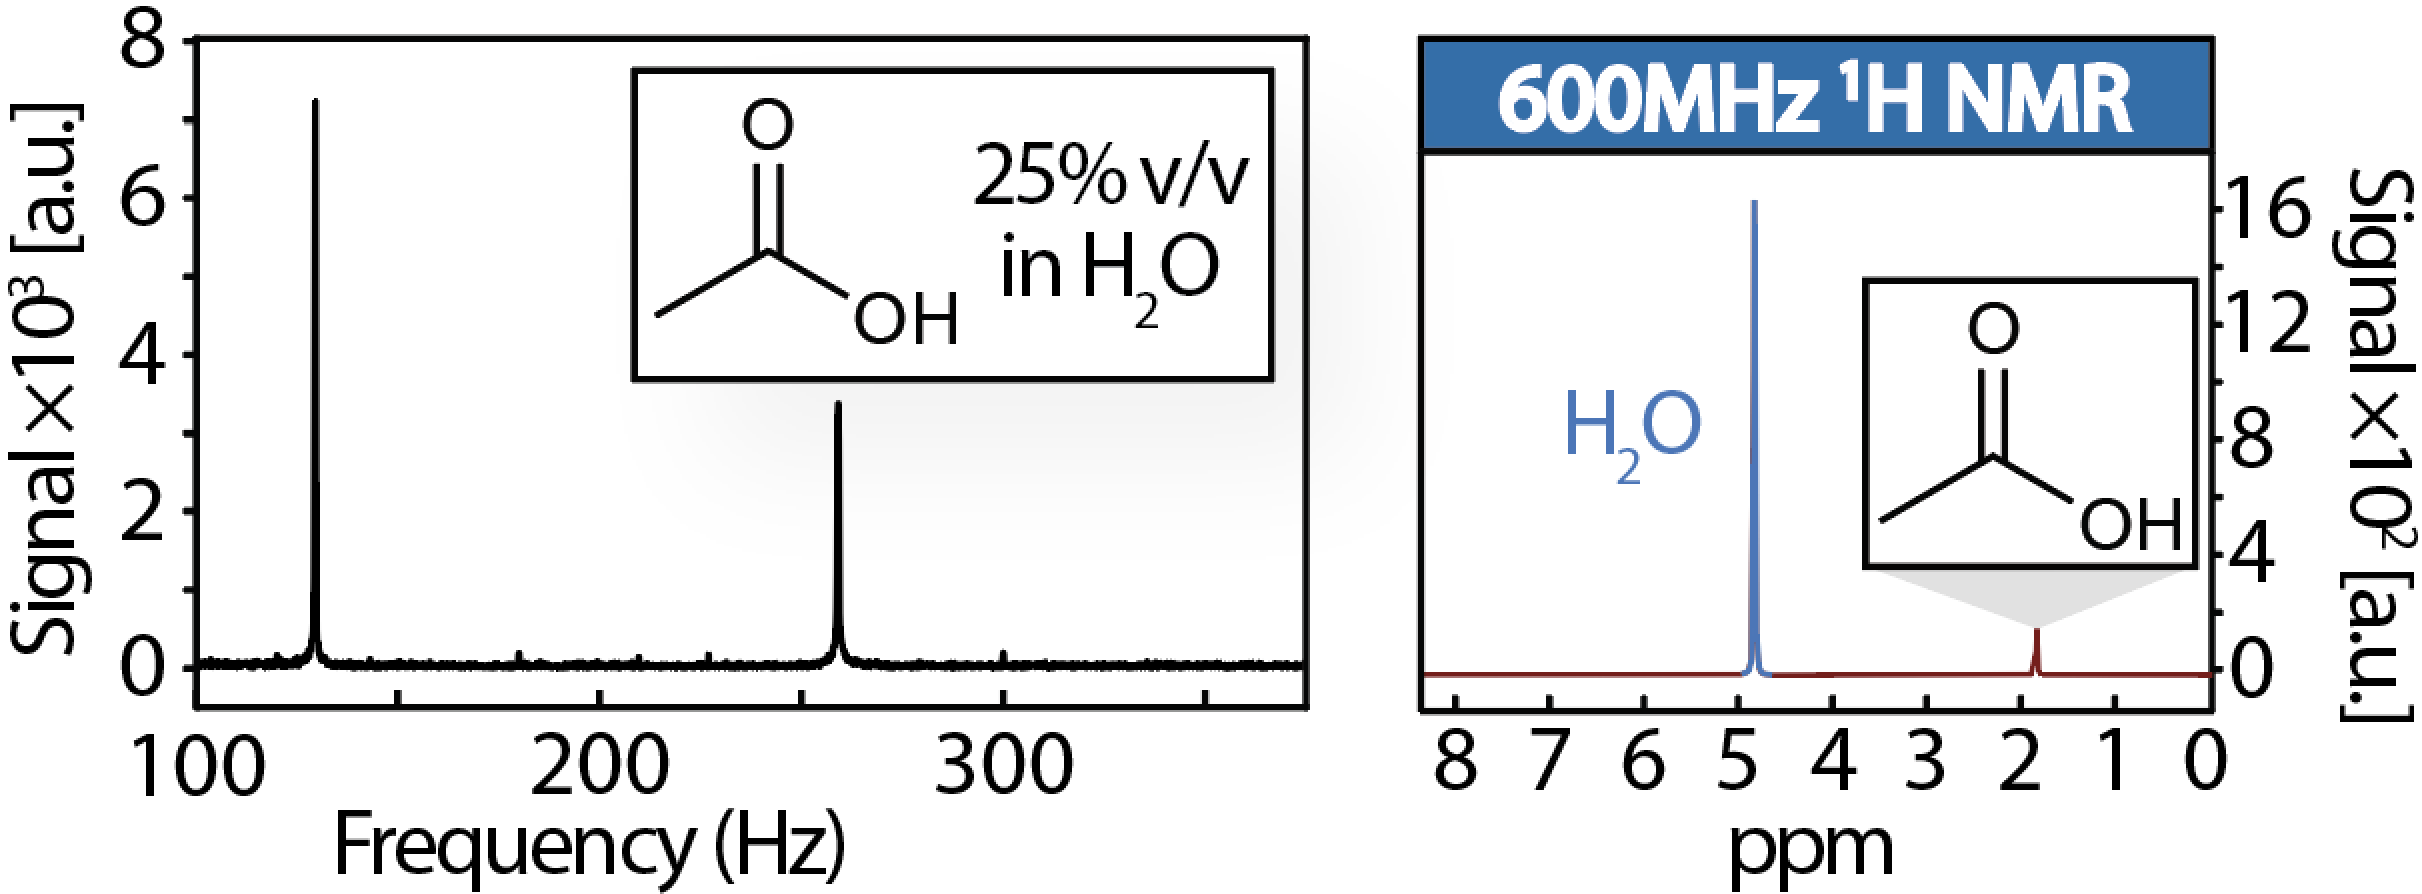 Signal ×10³ [a.u.]
8
6
4
2
0
100
200
300
Frequency (Hz)
O
OH
25% v/v
in H₂O
600MHz ¹H NMR
H₂O
O
OH
16
12
8
4
0
Signal ×10² [a.u.]
8 7 6 5 4 3 2 1 0
ppm